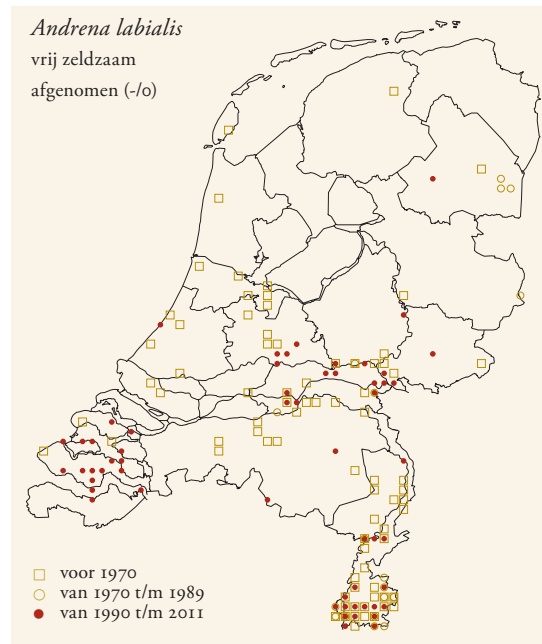 Andrena labialis
vrij zeldzaam
afgenomen (-/0)
voor 1970
van 1970 t/m 1989
van 1990 t/m 2011